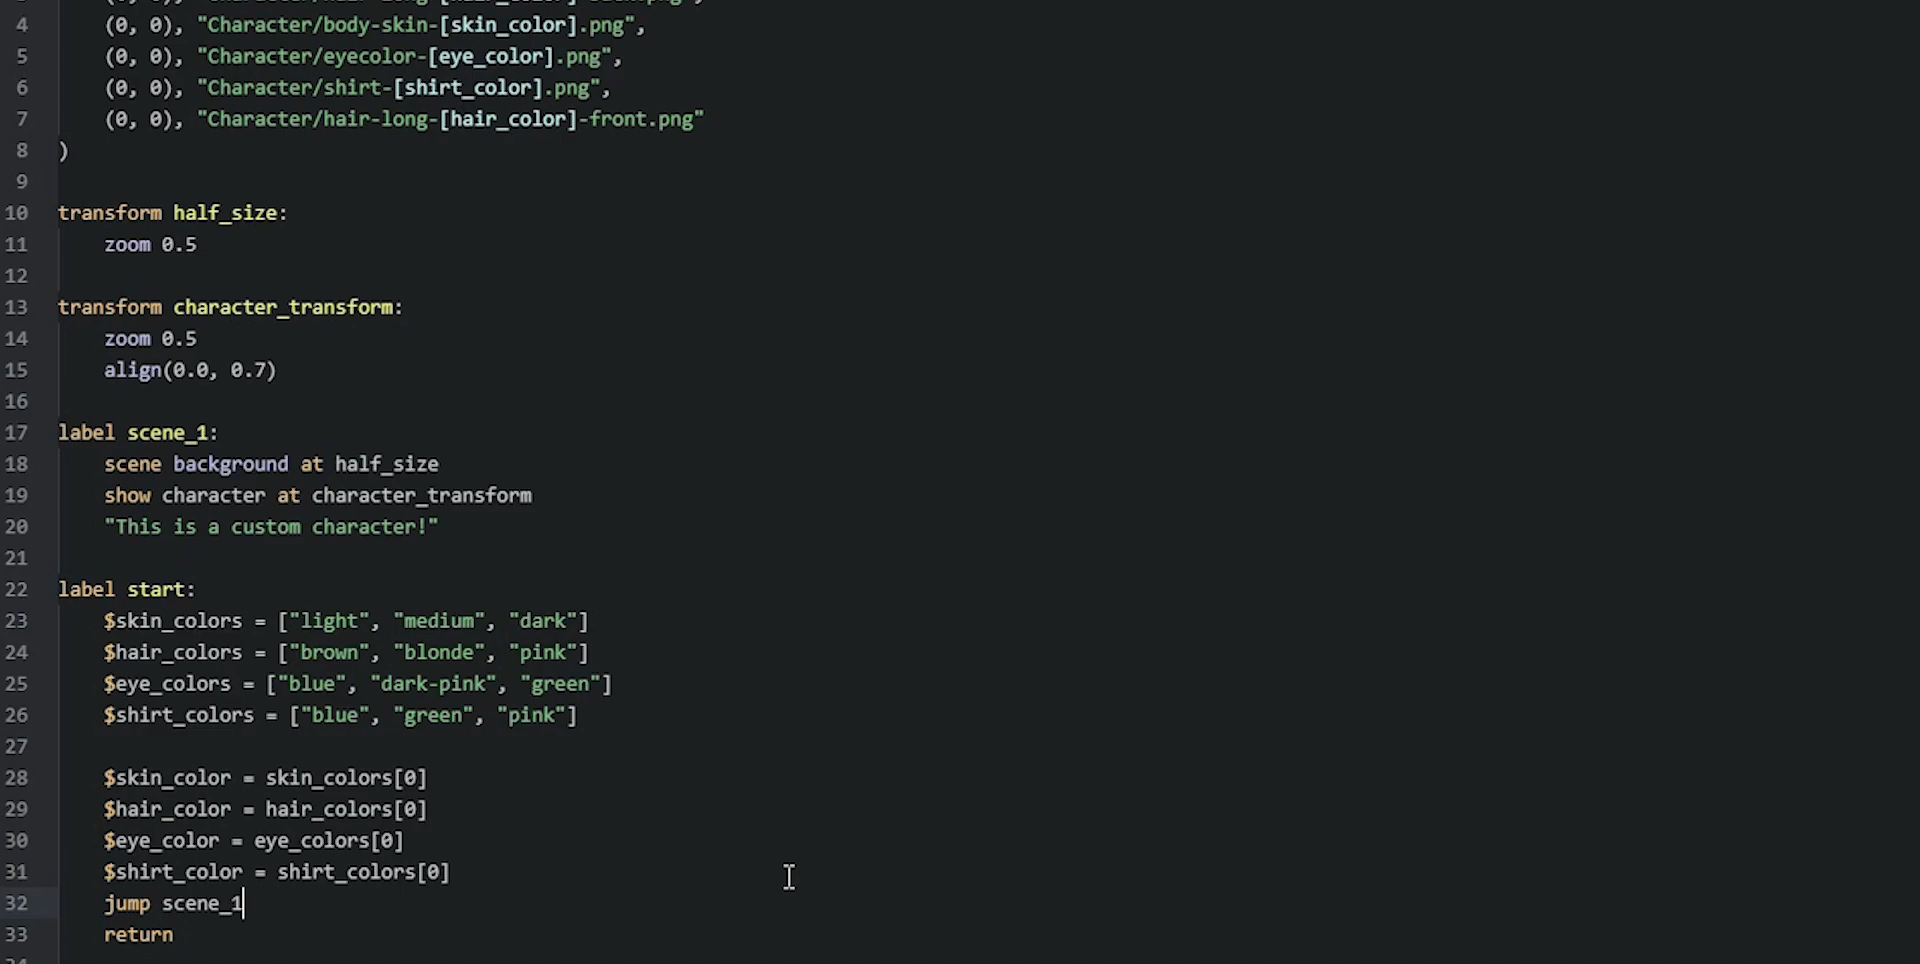 4 (0, 0), "Character/body-skin-[skin_color].png",
5 (0, 0), "Character/eyecolor-[eye_color].png",
6 (0, 0), "Character/shirt-[shirt_color].png",
7 (0, 0), "Character/hair-long-[hair_color]-front.png"
8 )
9
10 transform half_size:
11 zoom 0.5
12
13 transform character_transform:
14 zoom 0.5
15 align(0.0, 0.7)
16
17 label scene_1:
18 scene background at half_size
19 show character at character_transform
20 "This is a custom character!"
21
22 label start:
23 $skin_colors = ["light", "medium", "dark"]
24 $hair_colors = ["brown", "blonde", "pink"]
25 $eye_colors = ["blue", "dark-pink", "green"]
26 $shirt_colors = ["blue", "green", "pink"]
27
28 $skin_color = skin_colors[0]
29 $hair_color = hair_colors[0]
30 $eye_color = eye_colors[0]
31 $shirt_color = shirt_colors[0]
32 jump scene_1
33 return